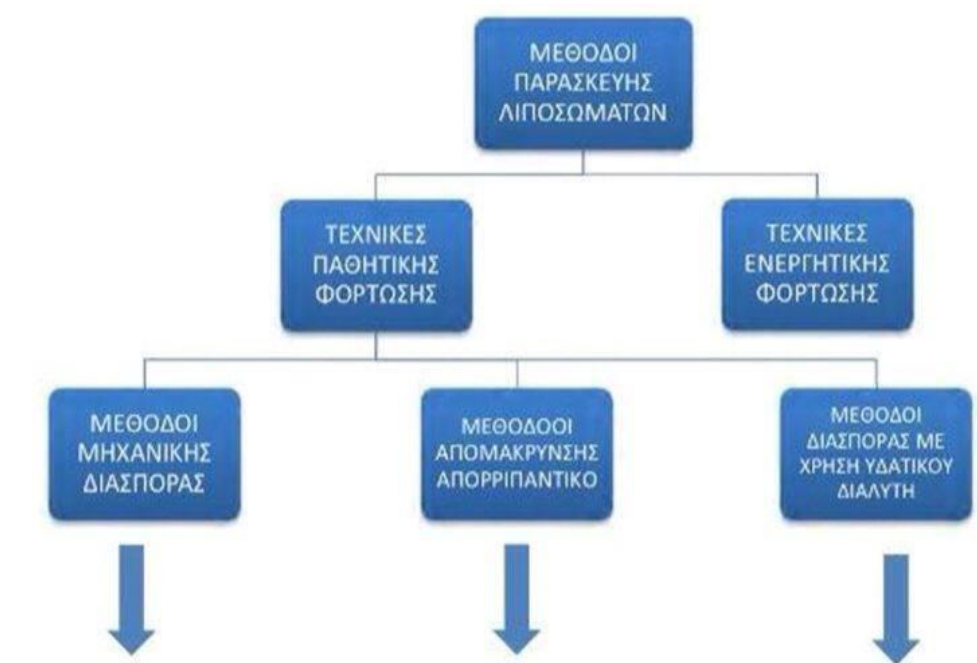 ΜΕΘΟΔΟΙ
ΠΑΡΑΣΚΕΥΗΣ
ΛΙΠΟΣΩΜΑΤΩΝ
ΤΕΧΝΙΚΕΣ
ΠΑΘΗΤΙΚΗΣ
ΦΟΡΤΩΣΗΣ
ΤΕΧΝΙΚΕΣ
ΕΝΕΡΓΗΤΙΚΗΣ
ΦΟΡΤΩΣΗΣ
ΜΕΘΟΔΟΙ
ΜΗΧΑΝΙΚΗΣ
ΔΙΑΣΠΟΡΑΣ
ΜΕΘΟΔΟΟΙ
ΑΠΟΜΑΚΡΥΝΣΗΣ
ΑΠΟΡΡΙΠΑΝΤΙΚΟ
ΜΕΘΟΔΟΙ
ΔΙΑΣΠΟΡΑΣ ΜΕ
ΧΡΗΣΗ ΥΔΑΤΙΚΟΥ
ΔΙΑΛΥΤΗ